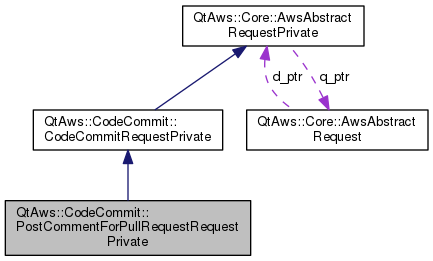 QtAws::Core::AwsAbstract
RequestPrivate
d_ptr
q_ptr
QtAws::CodeCommit::
CodeCommitRequestPrivate
QtAws::Core::AwsAbstract
Request
QtAws::CodeCommit::
PostCommentForPullRequestRequest
Private